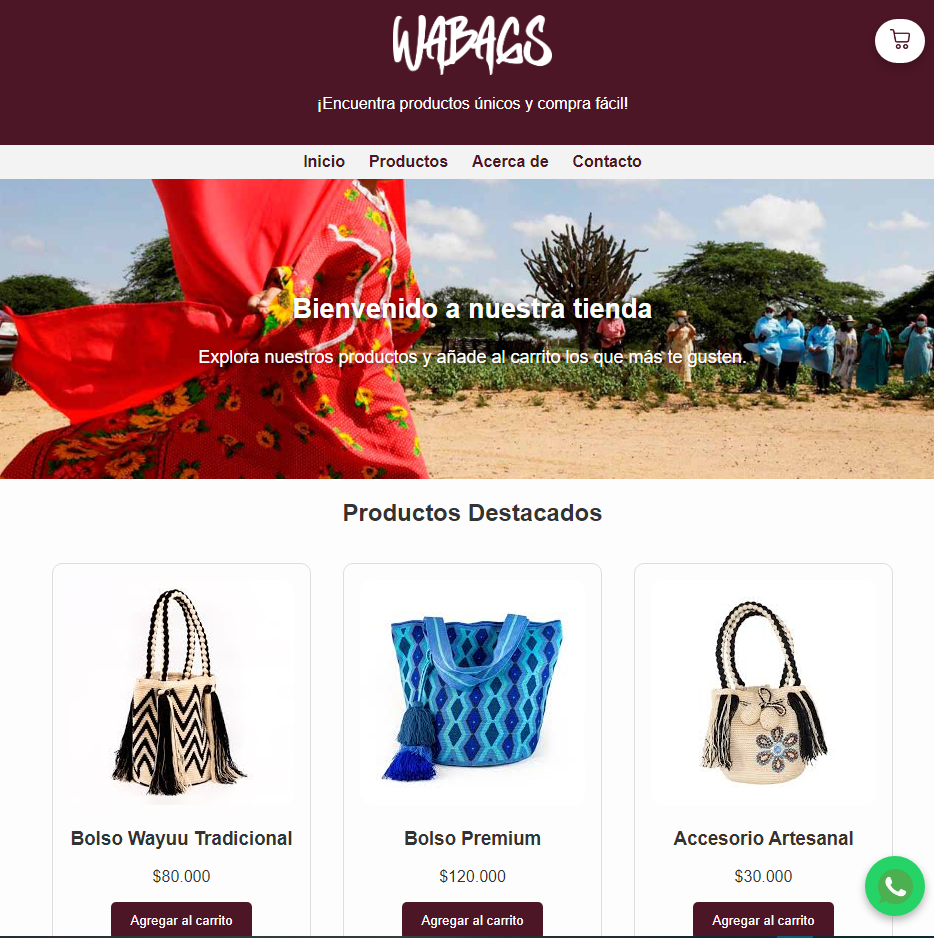 WABAGS
¡Encuentra productos únicos y compra fácil!
Inicio Productos Acerca de Contacto
Bienvenido a nuestra tienda
Explora nuestros productos y añade al carrito los que más te gusten.
Productos Destacados
Bolso Wayuu Tradicional
$80.000
Agregar al carrito
Bolso Premium
$120.000
Agregar al carrito
Accesorio Artesanal
$30.000
Agregar al carrito